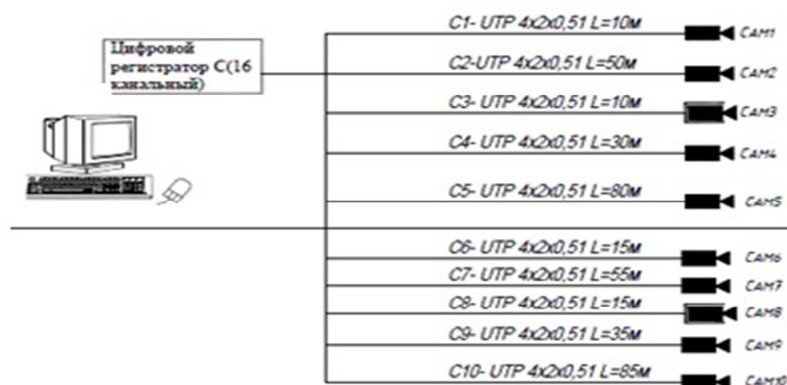 Цифровой
регистратор С(16
канальный)
C1- UTP 4x2x0,51 L=10м
CAM1
C2-UTP 4x2x0,51 L=50м
CAM2
C3- UTP 4x2x0,51 L=10м
CAM3
C4- UTP 4x2x0,51 L=30м
CAM4
C5- UTP 4x2x0,51 L=80м
CAM5
C6- UTP 4x2x0,51 L=15м
CAM6
C7- UTP 4x2x0,51 L=55м
CAM7
C8- UTP 4x2x0,51 L=15м
CAM8
C9- UTP 4x2x0,51 L=35м
CAM9
C10- UTP 4x2x0,51 L=85м
CAM10